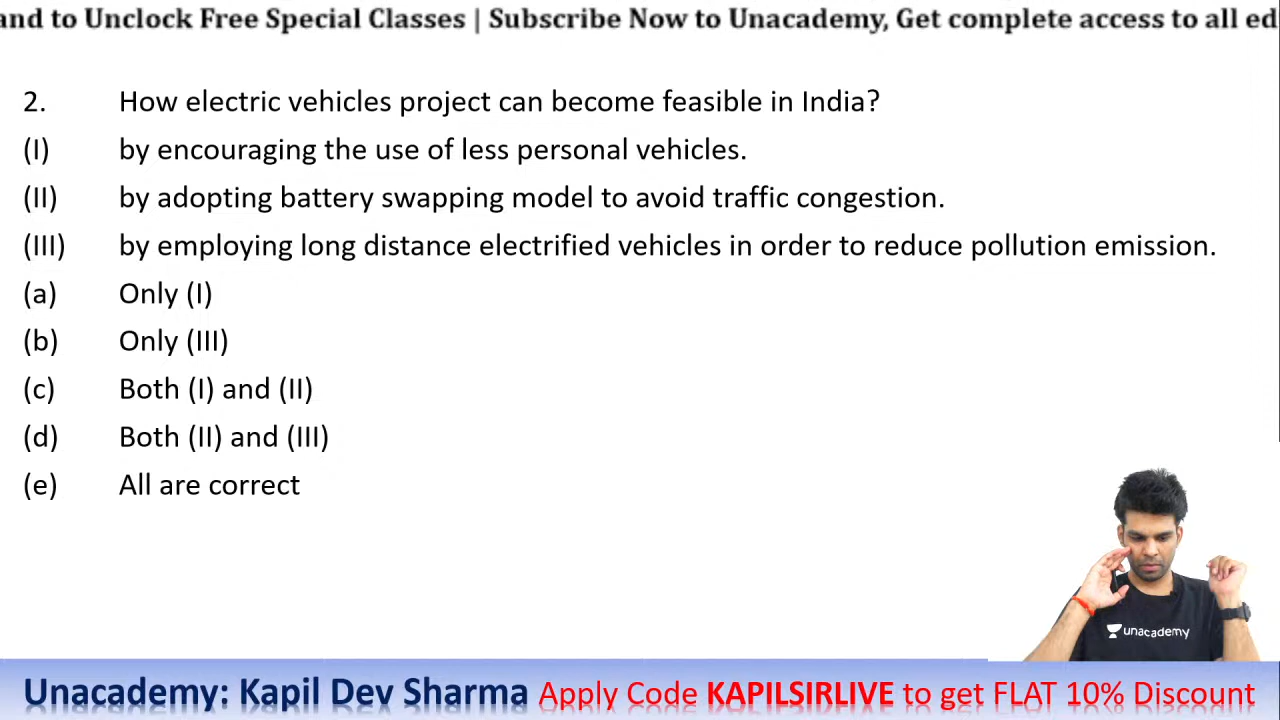 and to Unclock Free Special Classes | Subscribe Now to Unacademy, Get complete access to all ed
2. How electric vehicles project can become feasible in India?
(I) by encouraging the use of less personal vehicles.
(II) by adopting battery swapping model to avoid traffic congestion.
(III) by employing long distance electrified vehicles in order to reduce pollution emission.
(a) Only (I)
(b) Only (III)
(c) Both (I) and (II)
(d) Both (II) and (III)
(e) All are correct
unacademy
Unacademy: Kapil Dev Sharma Apply Code KAPILSIRLIVE to get FLAT 10% Discount